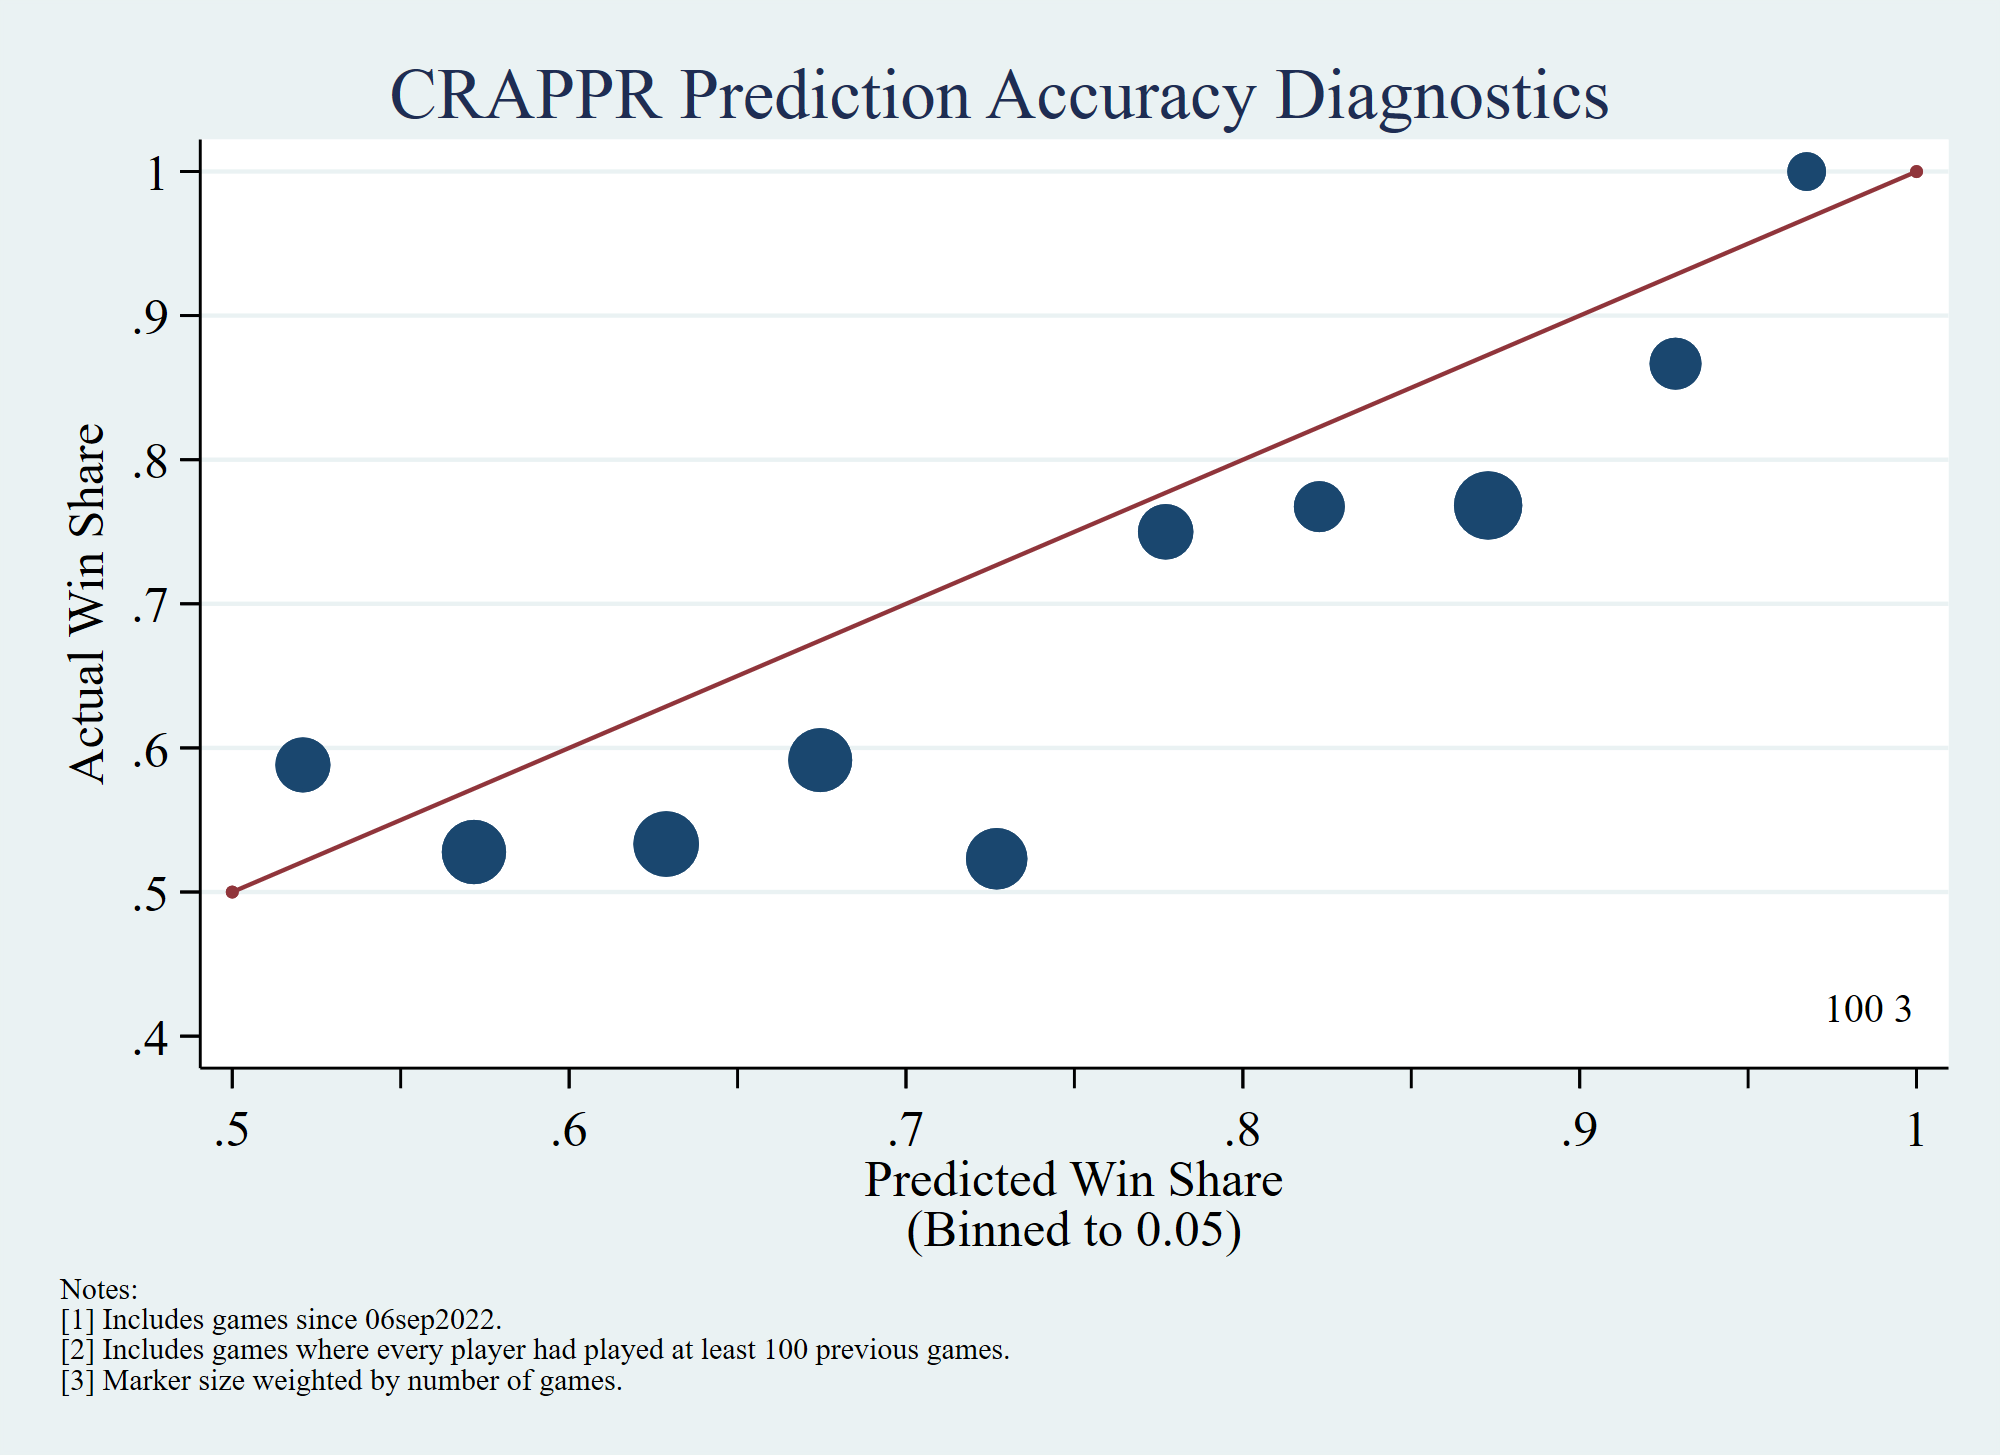 CRAPPR Prediction Accuracy Diagnostics
1
.9
.8
.7
.6
.5
.4
Actual Win Share
100 3
.5 .6 .7 .8 .9 1
Predicted Win Share
(Binned to 0.05)
Notes:
[1] Includes games since 06sep2022.
[2] Includes games where every player had played at least 100 previous games.
[3] Marker size weighted by number of games.